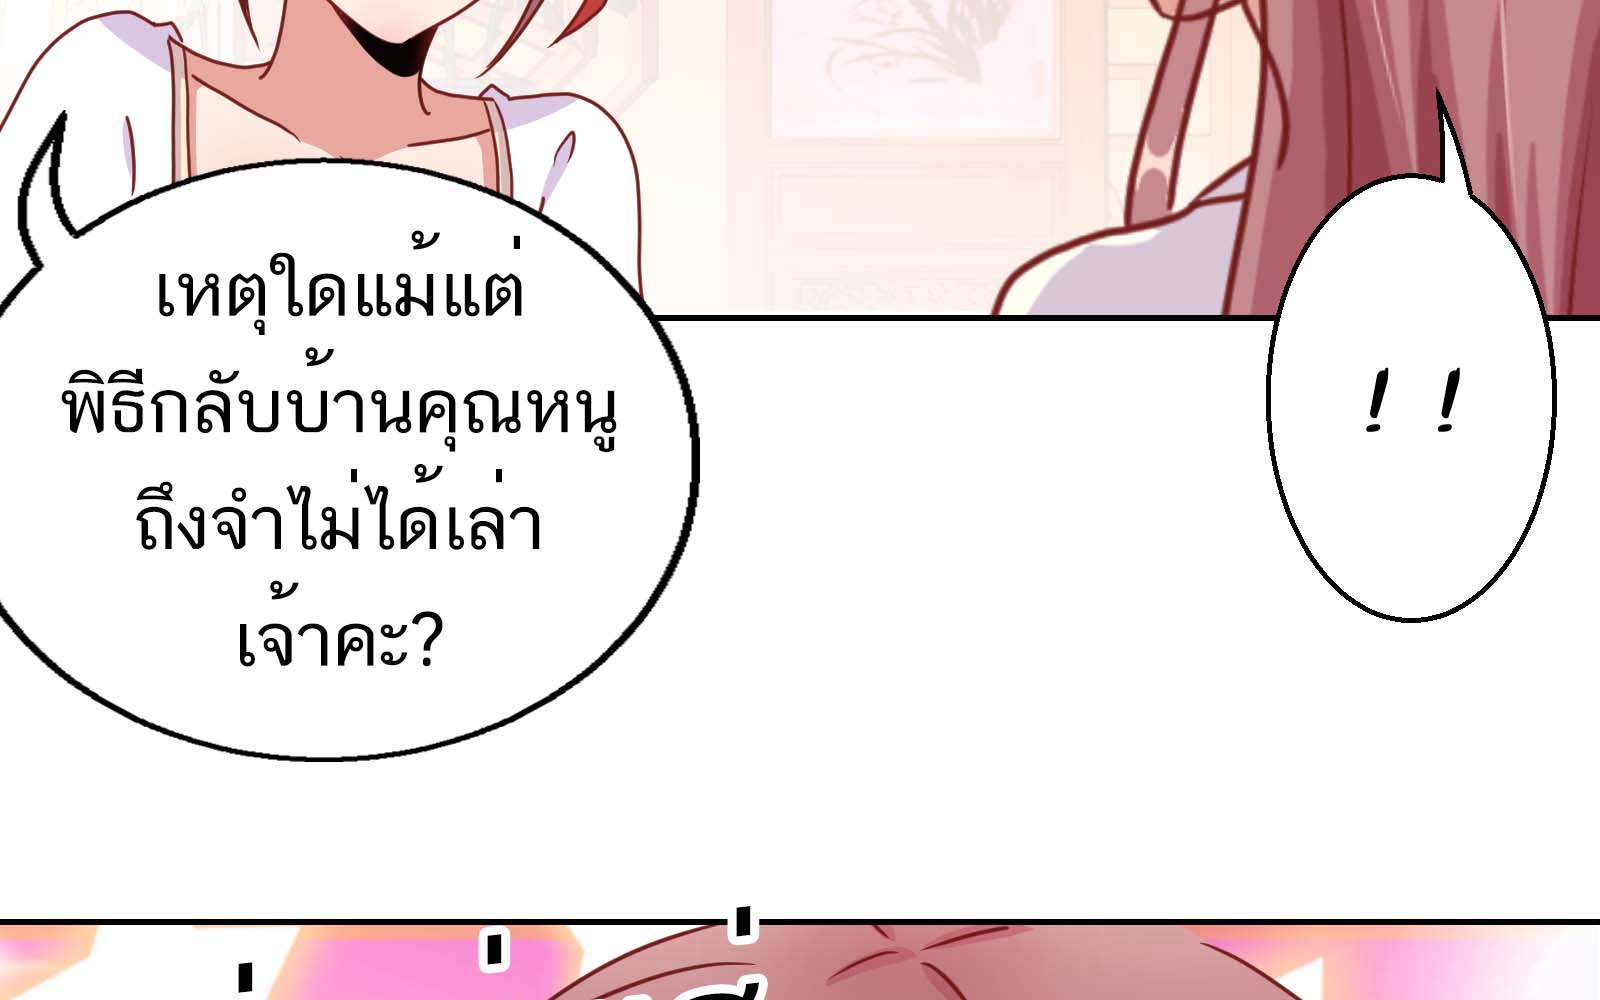 เหตุใดแม้แต่
พิธีกลับบ้านคุณหนู
ถึงจำไม่ได้เล่า
เจ้าคะ?
! !